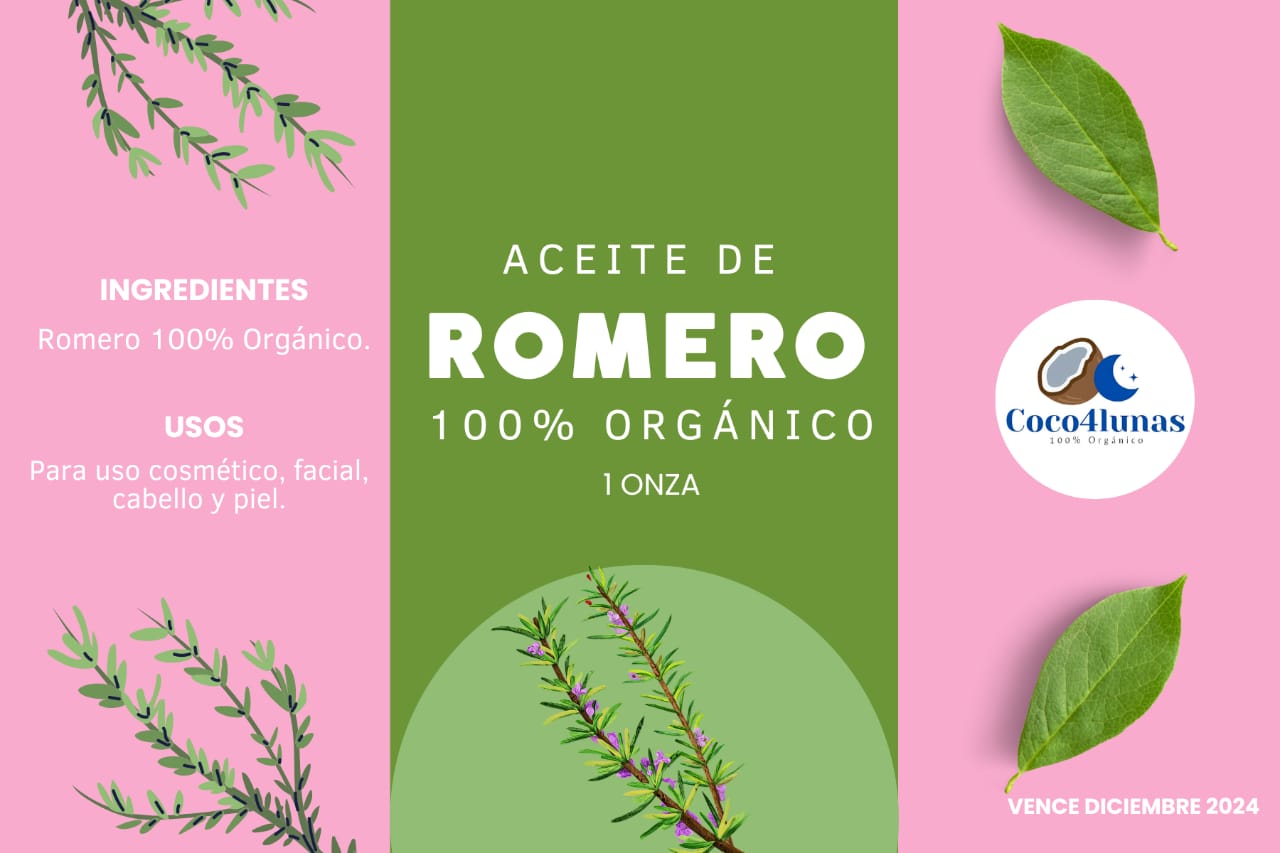 INGREDIENTES
Romero 100% Orgánico.
USOS
Para uso cosmético, facial,
cabello y piel.
ACEITE DE
ROMERO
100% ORGÁNICO
1 ONZA
Coco4lunas
100% Orgánico
VENCE DICIEMBRE 2024